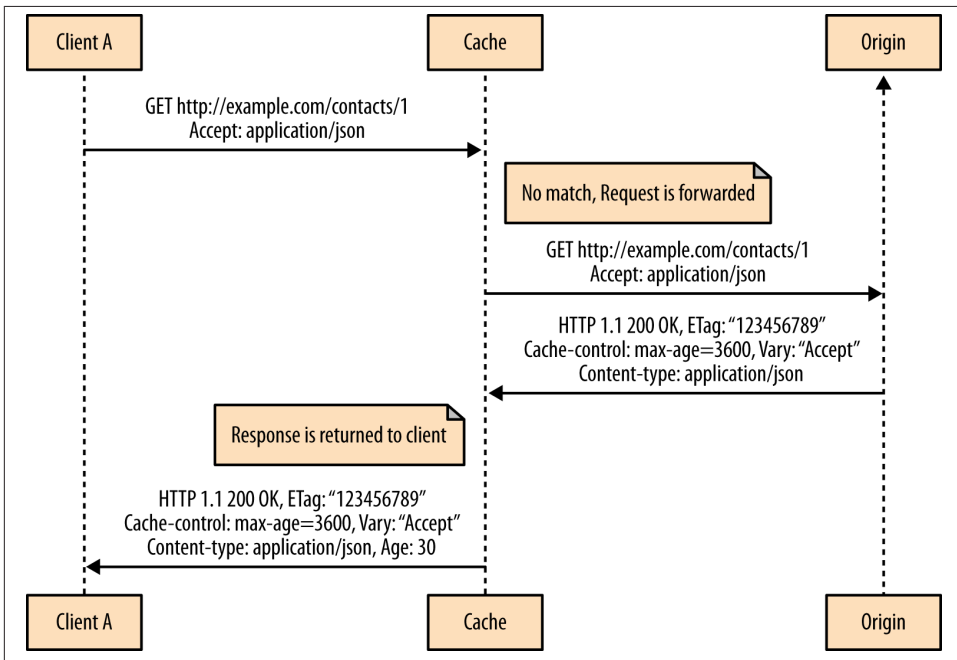 Client A
Cache
Origin
GET http://example.com/contacts/1
Accept: application/json
No match, Request is forwarded
GET http://example.com/contacts/1
Accept: application/json
HTTP 1.1 200 OK, ETag: “123456789”
Cache-control: max-age=3600, Vary: “Accept”
Content-type: application/json
Response is returned to client
HTTP 1.1 200 OK, ETag: “123456789”
Cache-control: max-age=3600, Vary: “Accept”
Content-type: application/json, Age: 30
Client A
Cache
Origin